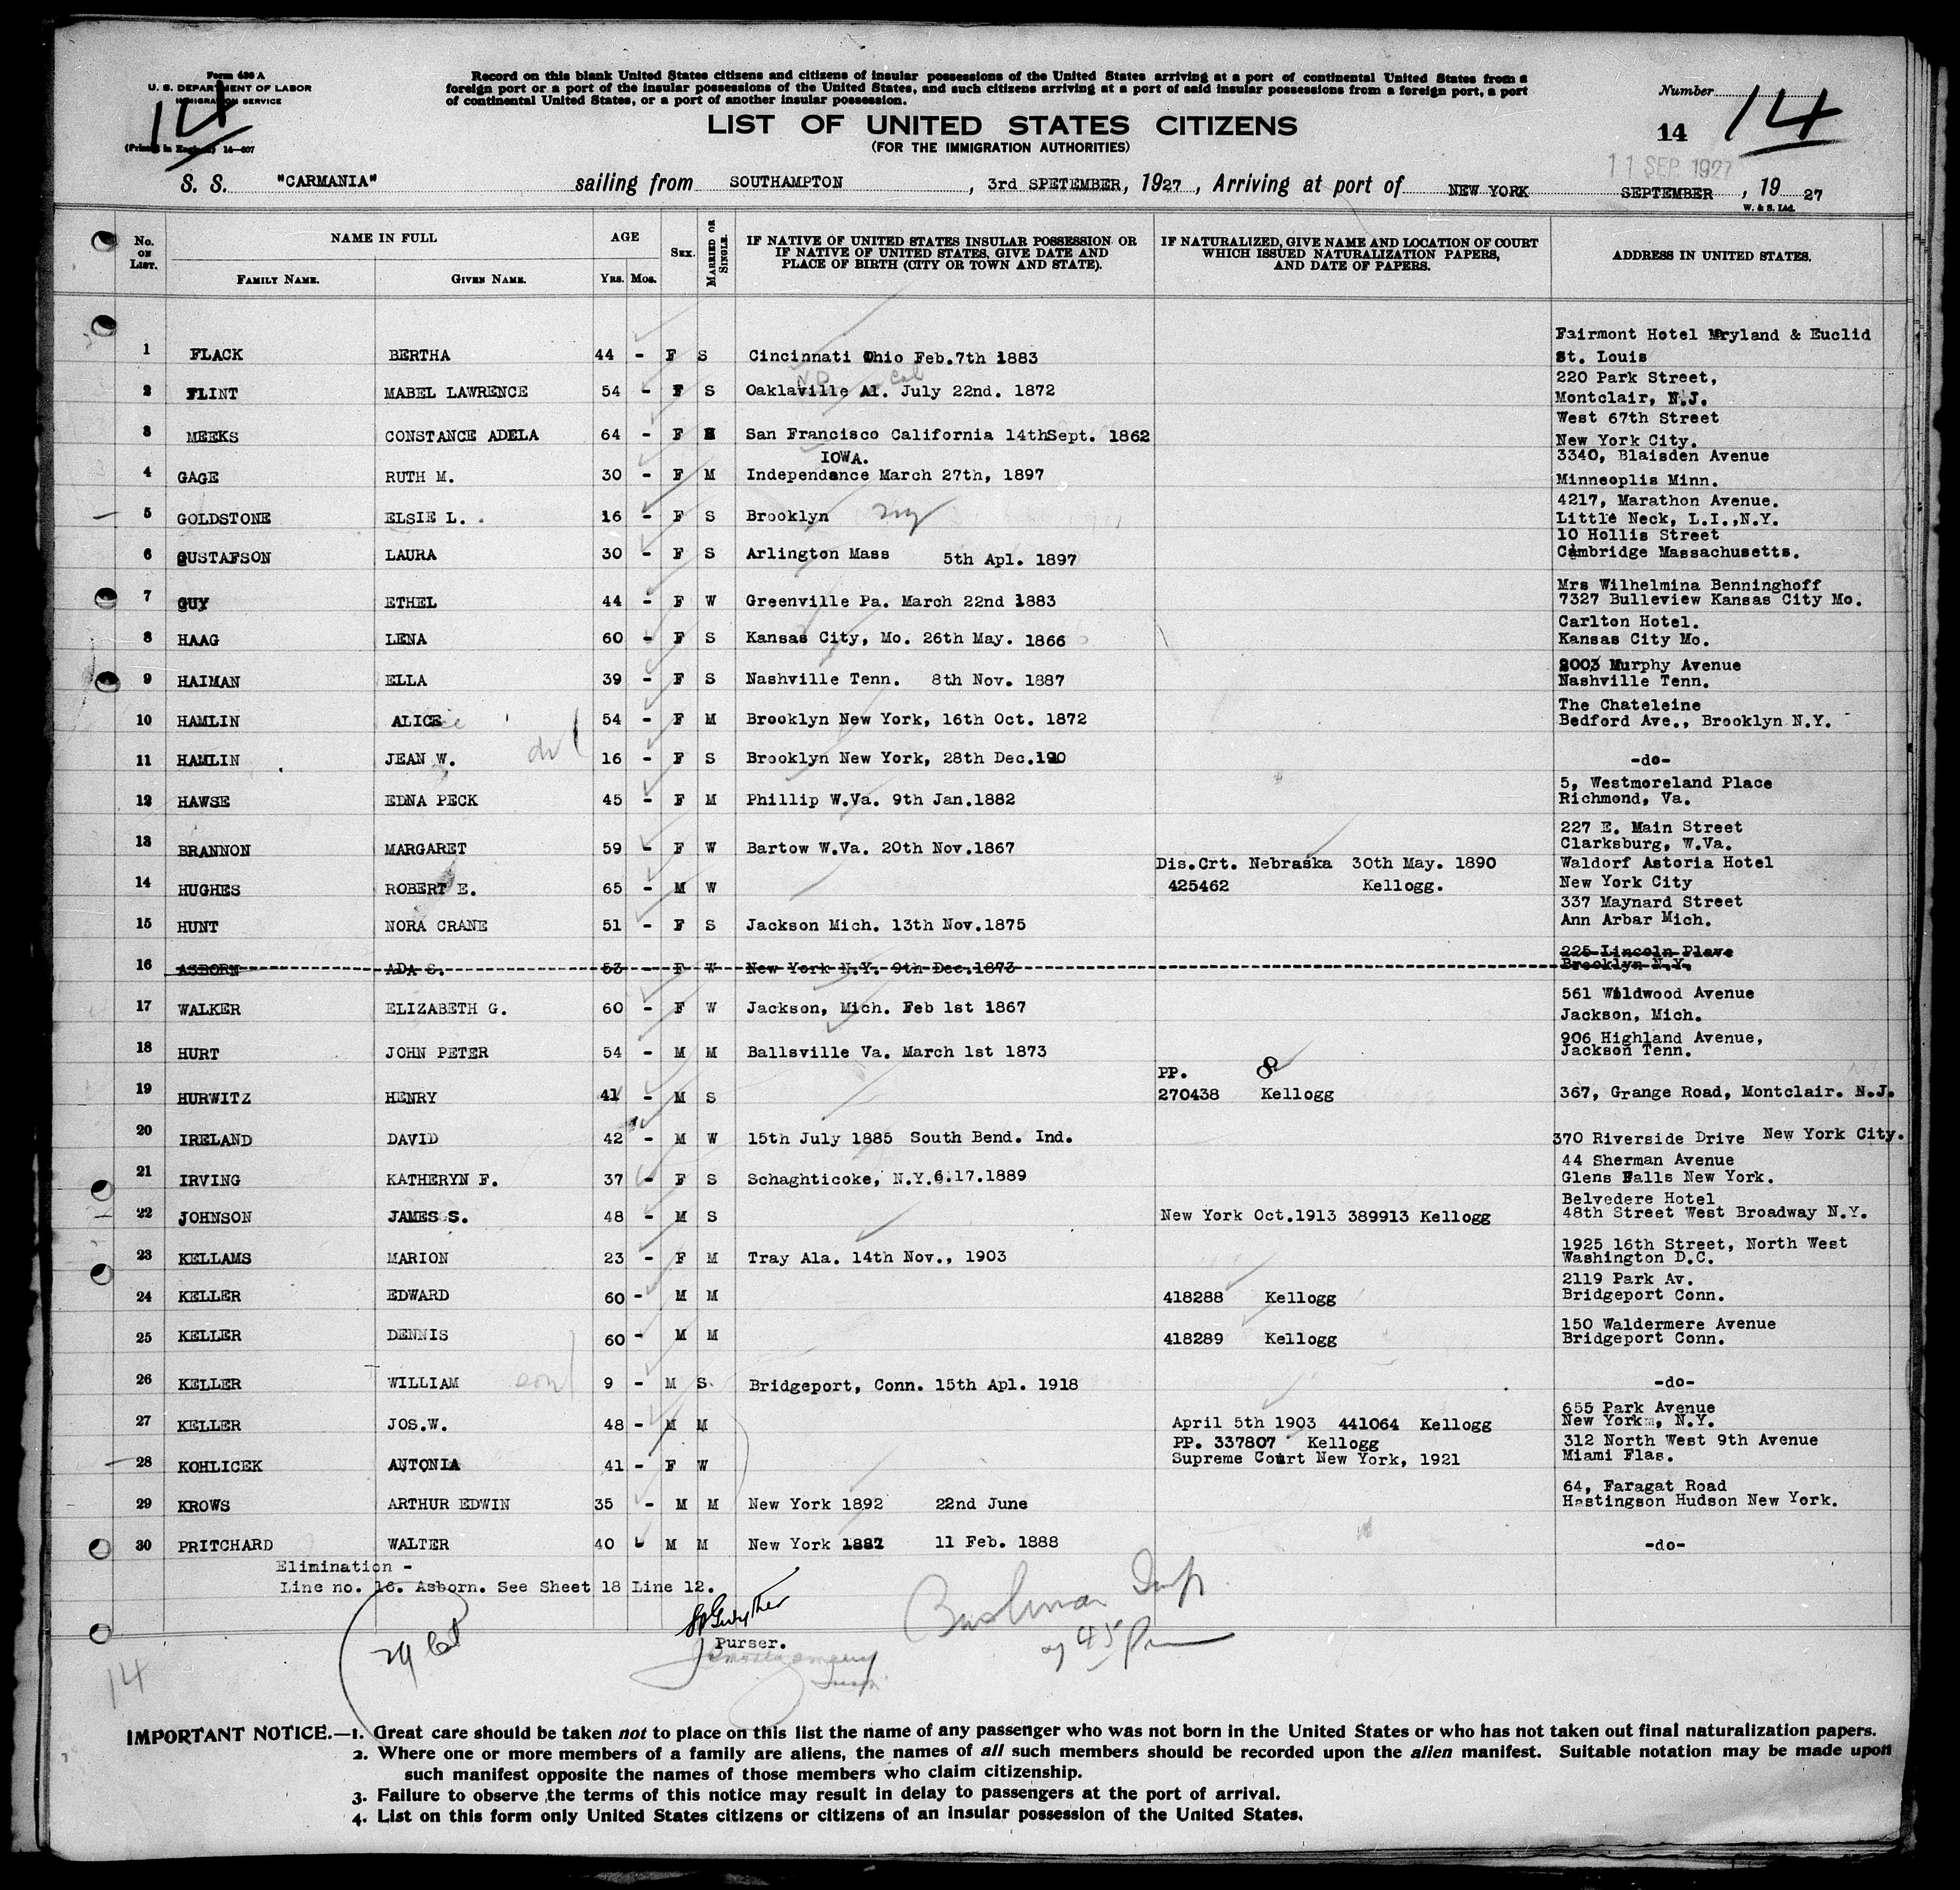 Form 630 A
U. S. DEPARTMENT OF LABOR
IMMIGRATION SERVICE
14
(Printed in England) 14—607
Record on this blank United States citizens and citizens of insular possessions of the United States arriving at a port of continental United States from a
foreign port or a port of the insular possessions of the United States, and such citizens arriving at a port of said insular possessions from a foreign port, a port
of continental United States, or a port of another insular possession.
LIST OF UNITED STATES CITIZENS
(FOR THE IMMIGRATION AUTHORITIES)
Number
14 14
11 SEP 1927
S. S. "CARMANIA" sailing from SOUTHAMPTON, 3rd SPETEMBER, 1927, Arriving at port of NEW YORK SEPTEMBER, 19 27
W. & S. Ltd.
No. ON LIST. NAME IN FULL FAMILY NAME. GIVEN NAME. AGE YRS. MOS. SEX. MARRIED OR SINGLE. IF NATIVE OF UNITED STATES INSULAR POSSESSION OR IF NATIVE OF UNITED STATES, GIVE DATE AND PLACE OF BIRTH (CITY OR TOWN AND STATE). IF NATURALIZED, GIVE NAME AND LOCATION OF COURT WHICH ISSUED NATURALIZATION PAPERS, AND DATE OF PAPERS. ADDRESS IN UNITED STATES.
Fairmont Hotel Maryland & Euclid
1 FLACK BERTHA 44 - F S Cincinnati Ohio Feb.7th 1883 St. Louis
220 Park Street,
2 FLINT MABEL LAWRENCE 54 - F S Oaklaville Al. July 22nd. 1872 Cal Montclair, N.J.
West 67th Street
3 MEEKS CONSTANCE ADELA 64 - F San Francisco California 14thSept. 1862 New York City.
IOWA. 3340, Blaisden Avenue
4 GAGE RUTH M. 30 - F M Independance March 27th, 1897 Minneoplis Minn.
4217, Marathon Avenue.
5 GOLDSTONE ELSIE L. . 16 - F S Brooklyn ny Little Neck, L.I.,N.Y.
10 Hollis Street
6 GUSTAFSON LAURA 30 - F S Arlington Mass 5th Apl. 1897 Cambridge Massachusetts.
Mrs Wilhelmina Benninghoff
7 GUY ETHEL 44 - F W Greenville Pa. March 22nd 1883 7327 Bulleview Kansas City Mo.
Carlton Hotel.
8 HAAG LENA 60 - F S Kansas City, Mo. 26th May. 1866 Kansas City Mo.
2003 Murphy Avenue
9 HAIMAN ELLA 39 - F S Nashville Tenn. 8th Nov. 1887 Nashville Tenn.
The Chateleine
10 HAMLIN ALICE 54 - F M Brooklyn New York, 16th Oct. 1872 Bedford Ave., Brooklyn N.Y.
11 HAMLIN JEAN W. 16 - F S Brooklyn New York, 28th Dec.190 -do-
5, Westmoreland Place
12 HAWSE EDNA PECK 45 - F M Phillip W.Va. 9th Jan.1882 Richmond, Va.
227 E. Main Street
13 BRANNON MARGARET 59 - F W Bartow W.Va. 20th Nov.1867 Clarksburg, W.Va.
Dis.Crt. Nebraska 30th May. 1890 Waldorf Astoria Hotel
14 HUGHES ROBERT E. 65 - M W 425462 Kellogg. New York City
337 Maynard Street
15 HUNT NORA CRANE 51 - F S Jackson Mich. 13th Nov.1875 Ann Arbar Mich.
225 Lincoln Plave
16 ASBORN ADA S. 53 - F W New York N.Y. 9th Dec.1873 Brooklyn N.Y.
561 Wildwood Avenue
17 WALKER ELIZABETH G. 60 - F W Jackson, Mich. Feb 1st 1867 Jackson, Mich.
906 Highland Avenue,
18 HURT JOHN PETER 54 - M M Ballsville Va. March 1st 1873 Jackson Tenn.
PP.
19 HURWITZ HENRY 41 - M S 270438 Kellogg 367, Grange Road, Montclair. N.J.
20 IRELAND DAVID 42 - M W 15th July 1885 South Bend. Ind. 370 Riverside Drive New York City.
44 Sherman Avenue
21 IRVING KATHERYN F. 37 - F S Schaghticoke, N.Y.6.17.1889 Glens Falls New York.
Belvedere Hotel
22 JOHNSON JAMES S. 48 - M S New York Oct.1913 389913 Kellogg 48th Street West Broadway N.Y.
1925 16th Street, North West
23 KELLAMS MARION 23 - F M Tray Ala. 14th Nov., 1903 Washington D.C.
2119 Park Av.
24 KELLER EDWARD 60 - M M 418288 Kellogg Bridgeport Conn.
150 Waldermere Avenue
25 KELLER DENNIS 60 - M M 418289 Kellogg Bridgeport Conn.
26 KELLER WILLIAM 9 - M S. Bridgeport, Conn. 15th Apl. 1918 -do-
655 Park Avenue
27 KELLER JOS.W. 48 - M M April 5th 1903 441064 Kellogg New York, N.Y.
PP. 337807 Kellogg 312 North West 9th Avenue
28 KOHLICEK ANTONIA 41 - F W Supreme Court New York, 1921 Miami Flas.
64, Faragat Road
29 KROWS ARTHUR EDWIN 35 - M M New York 1892 22nd June Hastingson Hudson New York.
30 PRITCHARD WALTER 40 M M New York 1887 11 Feb. 1888 -do-
Elimination -
Line no. 16. Asborn. See Sheet 18 Line 12.
Purser.
14
IMPORTANT NOTICE.—1. Great care should be taken not to place on this list the name of any passenger who was not born in the United States or who has not taken out final naturalization papers.
2. Where one or more members of a family are aliens, the names of all such members should be recorded upon the alien manifest. Suitable notation may be made upon
such manifest opposite the names of those members who claim citizenship.
3. Failure to observe the terms of this notice may result in delay to passengers at the port of arrival.
4. List on this form only United States citizens or citizens of an insular possession of the United States.